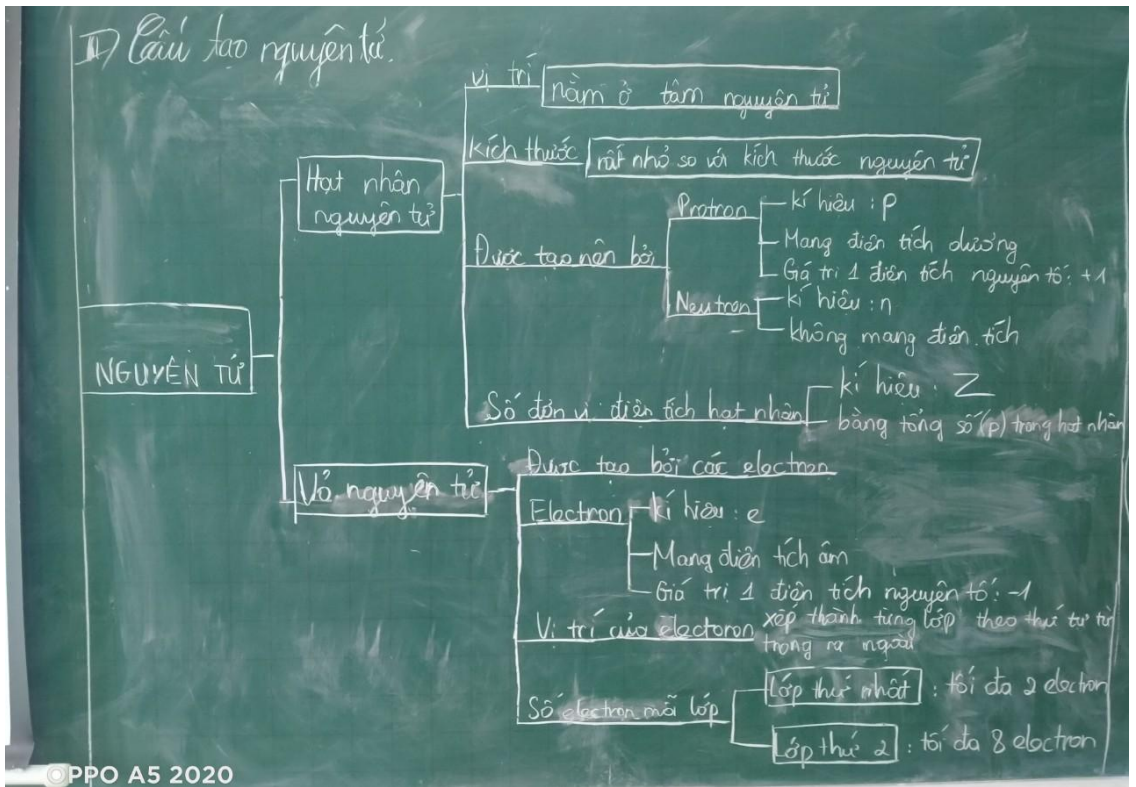 II) Cấu tạo nguyên tử.
NGUYÊN TỬ
Hạt nhân
nguyên tử
vị trí
nằm ở tâm nguyên tử
kích thước
rất nhỏ so với kích thước nguyên tử
Được tạo nên bởi
Protron
kí hiệu : p
Mang điện tích dương
Giá trị 1 điện tích nguyên tố: +1
Neutron
kí hiệu : n
không mang điện tích
Số đơn vị điện tích hạt nhân
kí hiệu : Z
bằng tổng số (p) trong hạt nhân
Vỏ nguyên tử
Được tạo bởi các electron
Electron
kí hiệu : e
Mang điện tích âm
Giá trị 1 điện tích nguyên tố: -1
Vị trí của electoron
xếp thành từng lớp theo thứ tự từ
trong ra ngoài
Số electron mỗi lớp
Lớp thứ nhất : tối đa 2 electron
Lớp thứ 2 : tối đa 8 electron
OPPO A5 2020